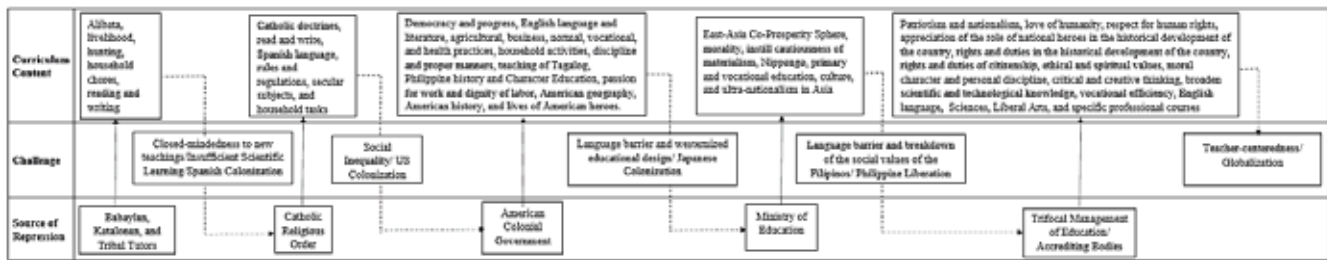 Curriculum
Content
Alibata,
livelihood,
hunting,
household
chores,
reading and
writing
Catholic doctrines,
read and write,
Spanish language,
rules and
regulations, secular
subjects, and
household tasks
Democracy and progress, English language and
literature, agricultural, business, normal, vocational,
and health practices, household activities, discipline
and proper manners, teaching of Tagalog,
Philippine history and Character Education, passion
for work and dignity of labor, American geography,
American history, and lives of American heroes.
East-Asia Co-Prosperity Sphere,
morality, instill cautiousness of
materialism, Nippongo, primary
and vocational education, culture,
and ultra-nationalism in Asia
Patriotism and nationalism, love of humanity, respect for human rights,
appreciation of the role of national heroes in the historical development of
the country, rights and duties in the historical development of the country,
rights and duties of citizenship, ethical and spiritual values, moral
character and personal discipline, critical and creative thinking, broaden
scientific and technological knowledge, vocational efficiency, English
language, Sciences, Liberal Arts, and specific professional courses
Challenge
Closed-mindedness to new
teachings/Insufficient Scientific
Learning/Spanish Colonization
Social
Inequality/ US
Colonization
Language barrier and westernized
educational design/ Japanese
Colonization
Language barrier and breakdown
of the social values of the
Filipinos/ Philippine Liberation
Teacher-centeredness/
Globalization
Source of
Repression
Babaylan,
Katalonan, and
Tribal Tutors
Catholic
Religious
Order
American
Colonial
Government
Ministry of
Education
Trifocal Management
of Education/
Accrediting Bodies